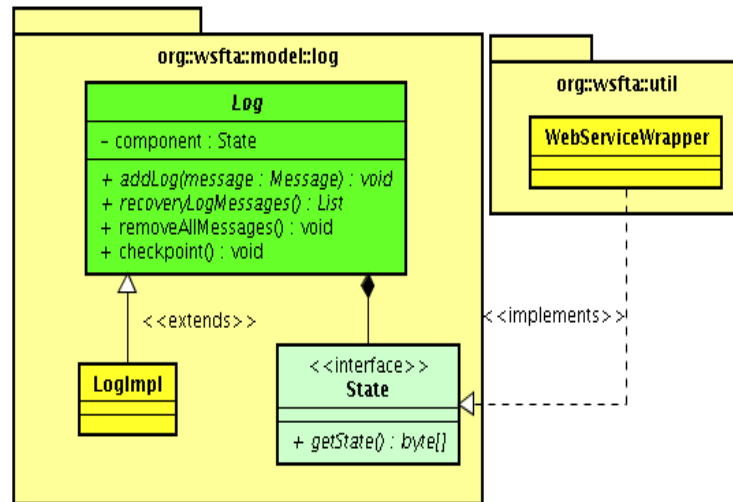 org::wsfta::model::log
Log
- component : State
+ addLog(message : Message) : void
+ recoveryLogMessages() : List
+ removeAllMessages() : void
+ checkpoint() : void
<<extends>>
LogImpl
<<interface>>
State
+ getState() : byte[]
org::wsfta::util
WebServiceWrapper
<<implements>>